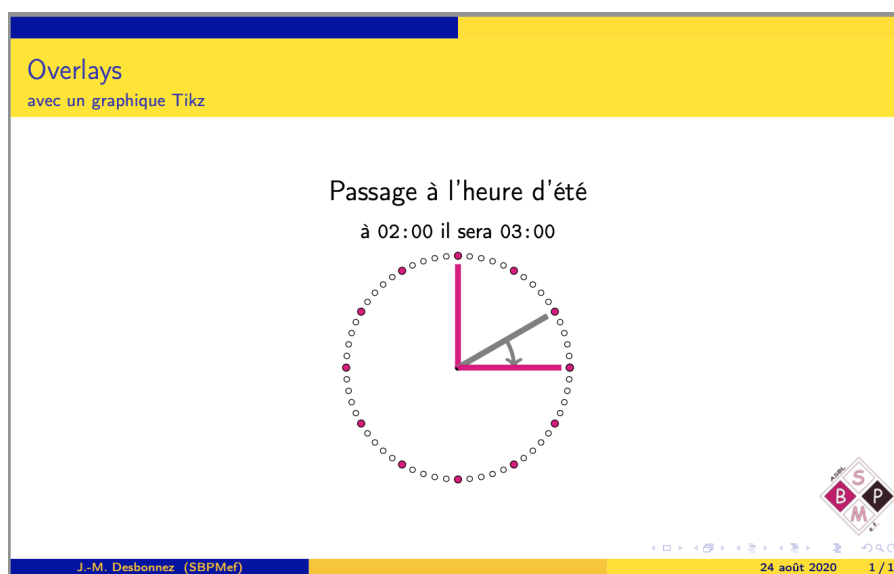 Overlays
avec un graphique Tikz
Passage à l'heure d'été
à 02:00 il sera 03:00
ASBL
S
B P
M
e.f.
J.-M. Desbonnez (SBPMef) 24 août 2020 1 / 1